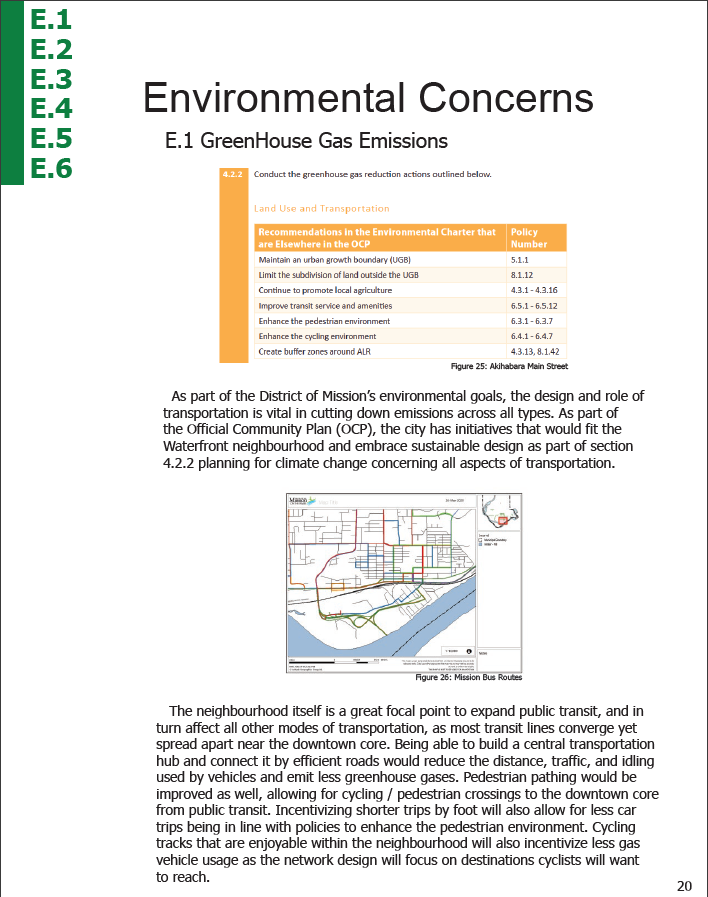 E.1
E.2
E.3
E.4
E.5
E.6
Environmental Concerns
E.1 GreenHouse Gas Emissions
4.2.2 Conduct the greenhouse gas reduction actions outlined below.
Land Use and Transportation
Recommendations in the Environmental Charter that are Elsewhere in the OCP | Policy Number
Maintain an urban growth boundary (UGB) 5.1.1
Limit the subdivision of land outside the UGB 8.1.12
Continue to promote local agriculture 4.3.1 - 4.3.16
Improve transit service and amenities 6.5.1 - 6.5.12
Enhance the pedestrian environment 6.3.1 - 6.3.7
Enhance the cycling environment 6.4.1 - 6.4.7
Create buffer zones around ALR 4.3.13, 8.1.42
Figure 25: Akihabara Main Street
As part of the District of Mission's environmental goals, the design and role of
transportation is vital in cutting down emissions across all types. As part of
the Official Community Plan (OCP), the city has initiatives that would fit the
Waterfront neighbourhood and embrace sustainable design as part of section
4.2.2 planning for climate change concerning all aspects of transportation.
Mission
Figure 26: Mission Bus Routes
The neighbourhood itself is a great focal point to expand public transit, and in
turn affect all other modes of transportation, as most transit lines converge yet
spread apart near the downtown core. Being able to build a central transportation
hub and connect it by efficient roads would reduce the distance, traffic, and idling
used by vehicles and emit less greenhouse gases. Pedestrian pathing would be
improved as well, allowing for cycling / pedestrian crossings to the downtown core
from public transit. Incentivizing shorter trips by foot will also allow for less car
trips being in line with policies to enhance the pedestrian environment. Cycling
tracks that are enjoyable within the neighbourhood will also incentivize less gas
vehicle usage as the network design will focus on destinations cyclists will want
to reach.
20